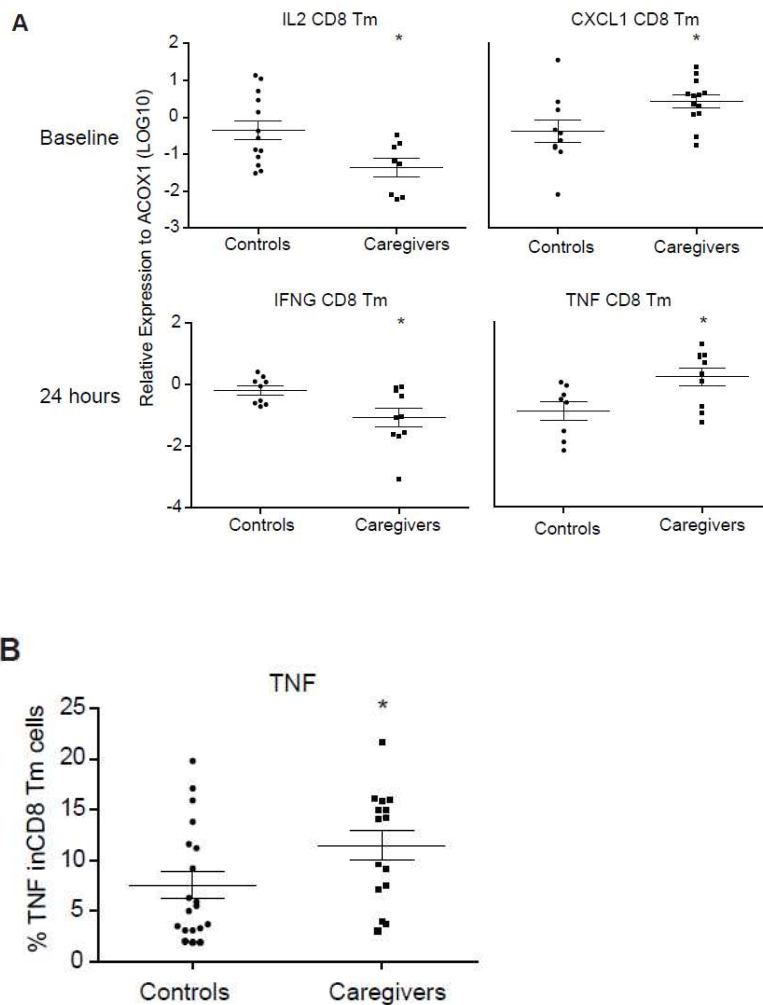 A
IL2 CD8 Tm
CXCL1 CD8 Tm
*
*
2
1
0
-1
-2
-3
Baseline
Controls
Caregivers
Controls
Caregivers
Relative Expression to ACOX1 (LOG10)
IFNG CD8 Tm
TNF CD8 Tm
*
*
2
0
-2
-4
24 hours
Controls
Caregivers
Controls
Caregivers
B
TNF
*
25
20
15
10
5
0
% TNF inCD8 Tm cells
Controls
Caregivers